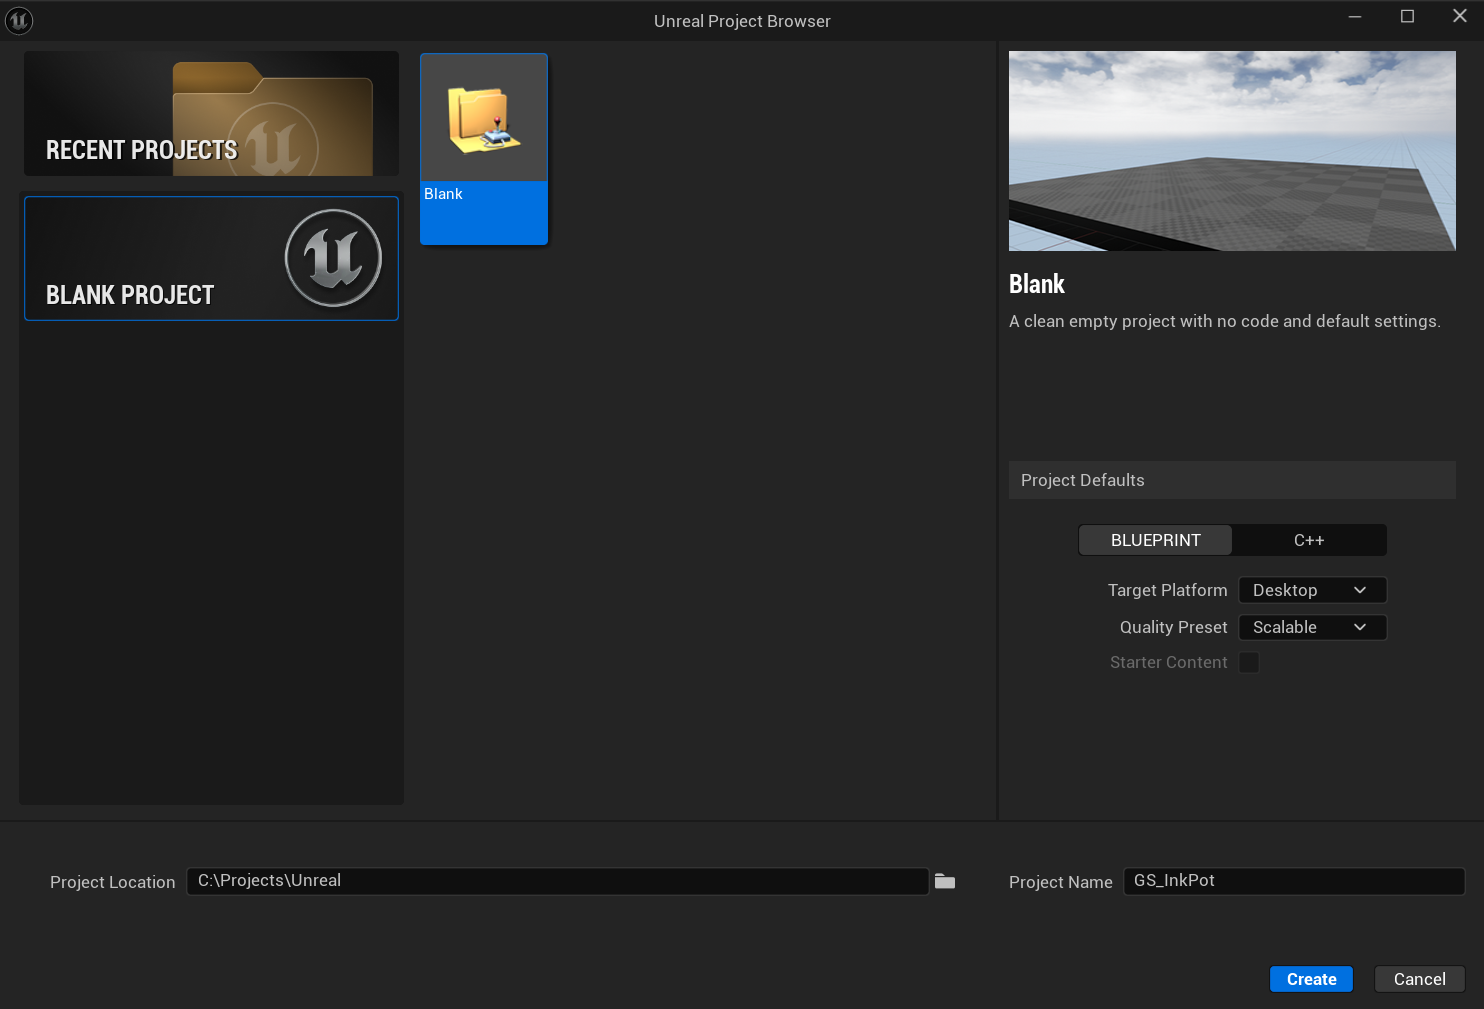 Unreal Project Browser
RECENT PROJECTS
BLANK PROJECT
Blank
Blank
A clean empty project with no code and default settings.
Project Defaults
BLUEPRINT C++
Target Platform Desktop
Quality Preset Scalable
Starter Content
Project Location C:\Projects\Unreal
Project Name GS_InkPot
Create Cancel